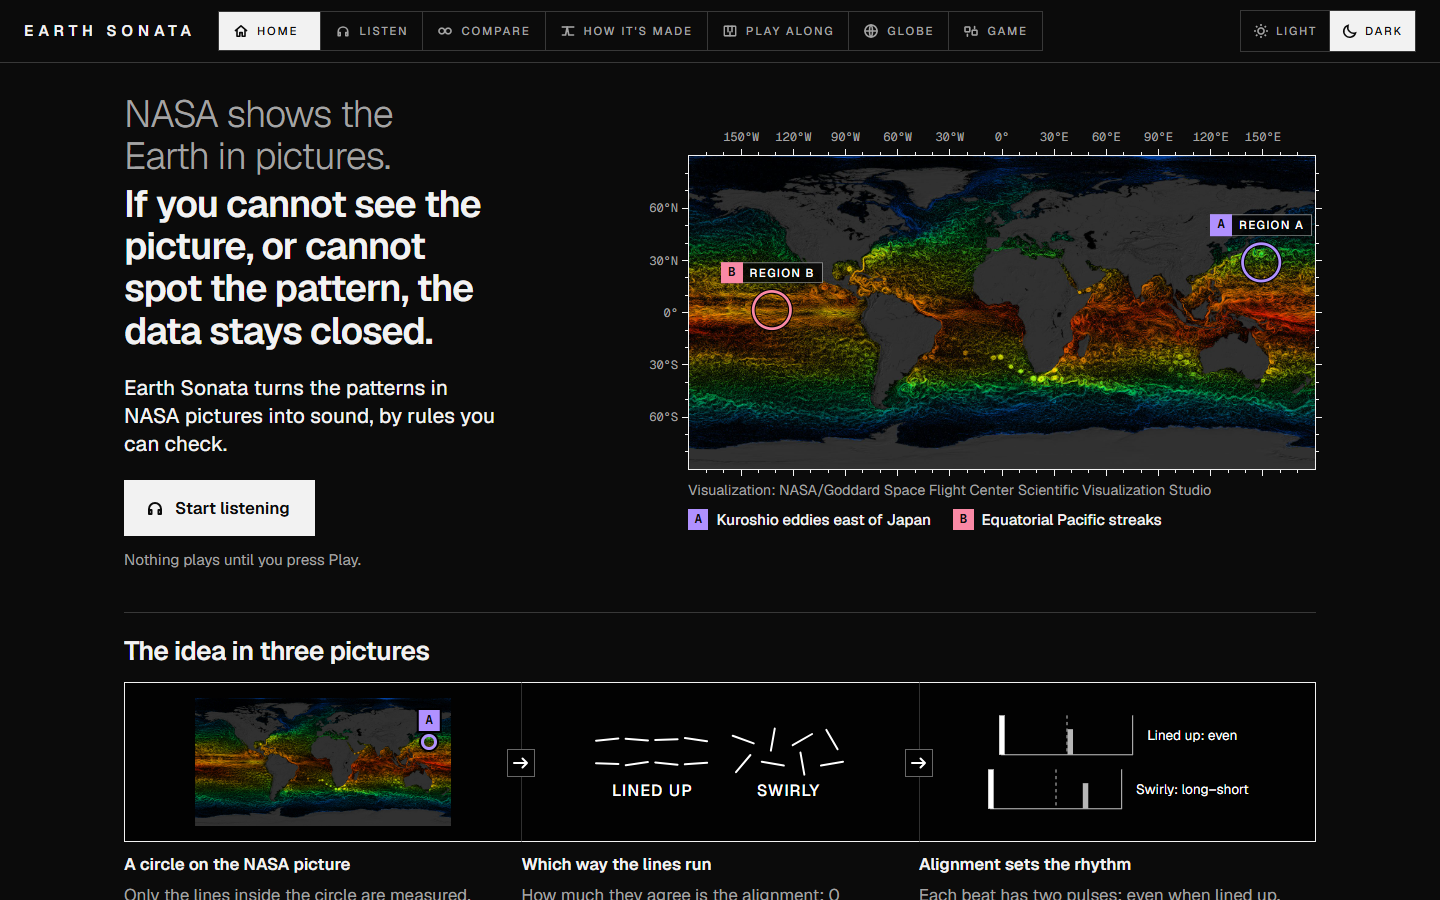 EARTH SONATA
HOME
LISTEN
COMPARE
HOW IT'S MADE
PLAY ALONG
GLOBE
GAME
LIGHT
DARK
NASA shows the
Earth in pictures.
If you cannot see the
picture, or cannot
spot the pattern, the
data stays closed.
Earth Sonata turns the patterns in
NASA pictures into sound, by rules you
can check.
Start listening
Nothing plays until you press Play.
150°W 120°W 90°W 60°W 30°W 0° 30°E 60°E 90°E 120°E 150°E
60°N
30°N
0°
30°S
60°S
A REGION A
B REGION B
Visualization: NASA/Goddard Space Flight Center Scientific Visualization Studio
A Kuroshio eddies east of Japan
B Equatorial Pacific streaks
The idea in three pictures
A
LINED UP
SWIRLY
Lined up: even
Swirly: long–short
A circle on the NASA picture
Only the lines inside the circle are measured.
Which way the lines run
How much they agree is the alignment: 0
Alignment sets the rhythm
Each beat has two pulses: even when lined up,